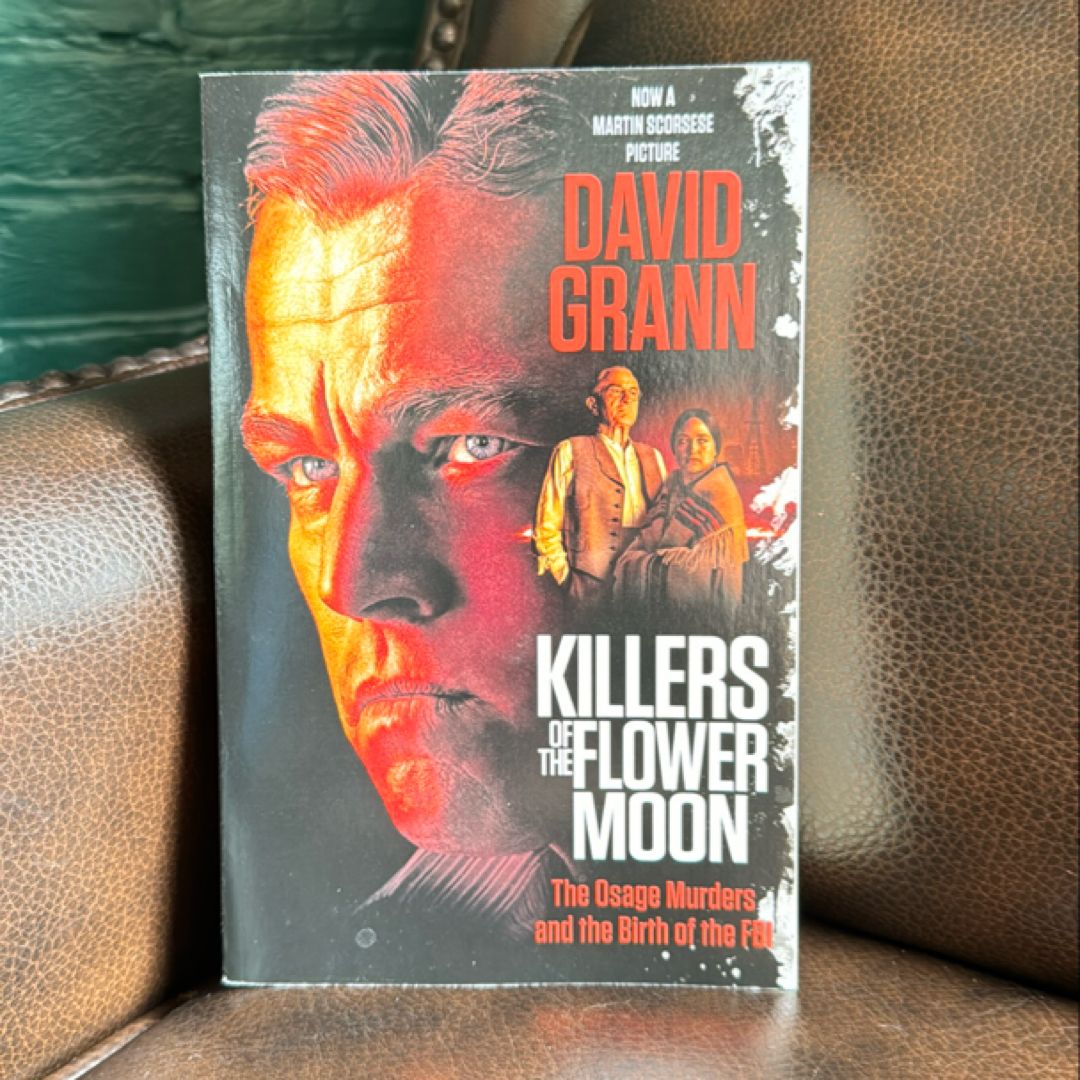 NOW A
MARTIN SCORSESE
PICTURE
DAVID
GRANN
KILLERS
OF
THE FLOWER
MOON
The Osage Murders
and the Birth of the FBI